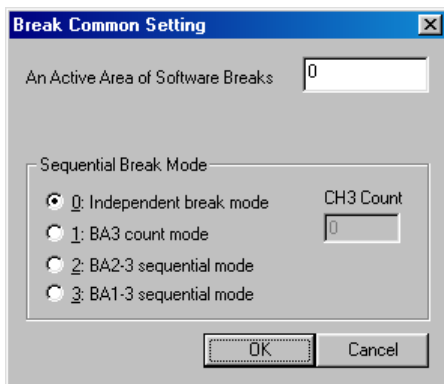 Break Common Setting
An Active Area of Software Breaks
0
Sequential Break Mode
0: Independent break mode
CH3 Count
1: BA3 count mode
0
2: BA2-3 sequential mode
3: BA1-3 sequential mode
OK
Cancel